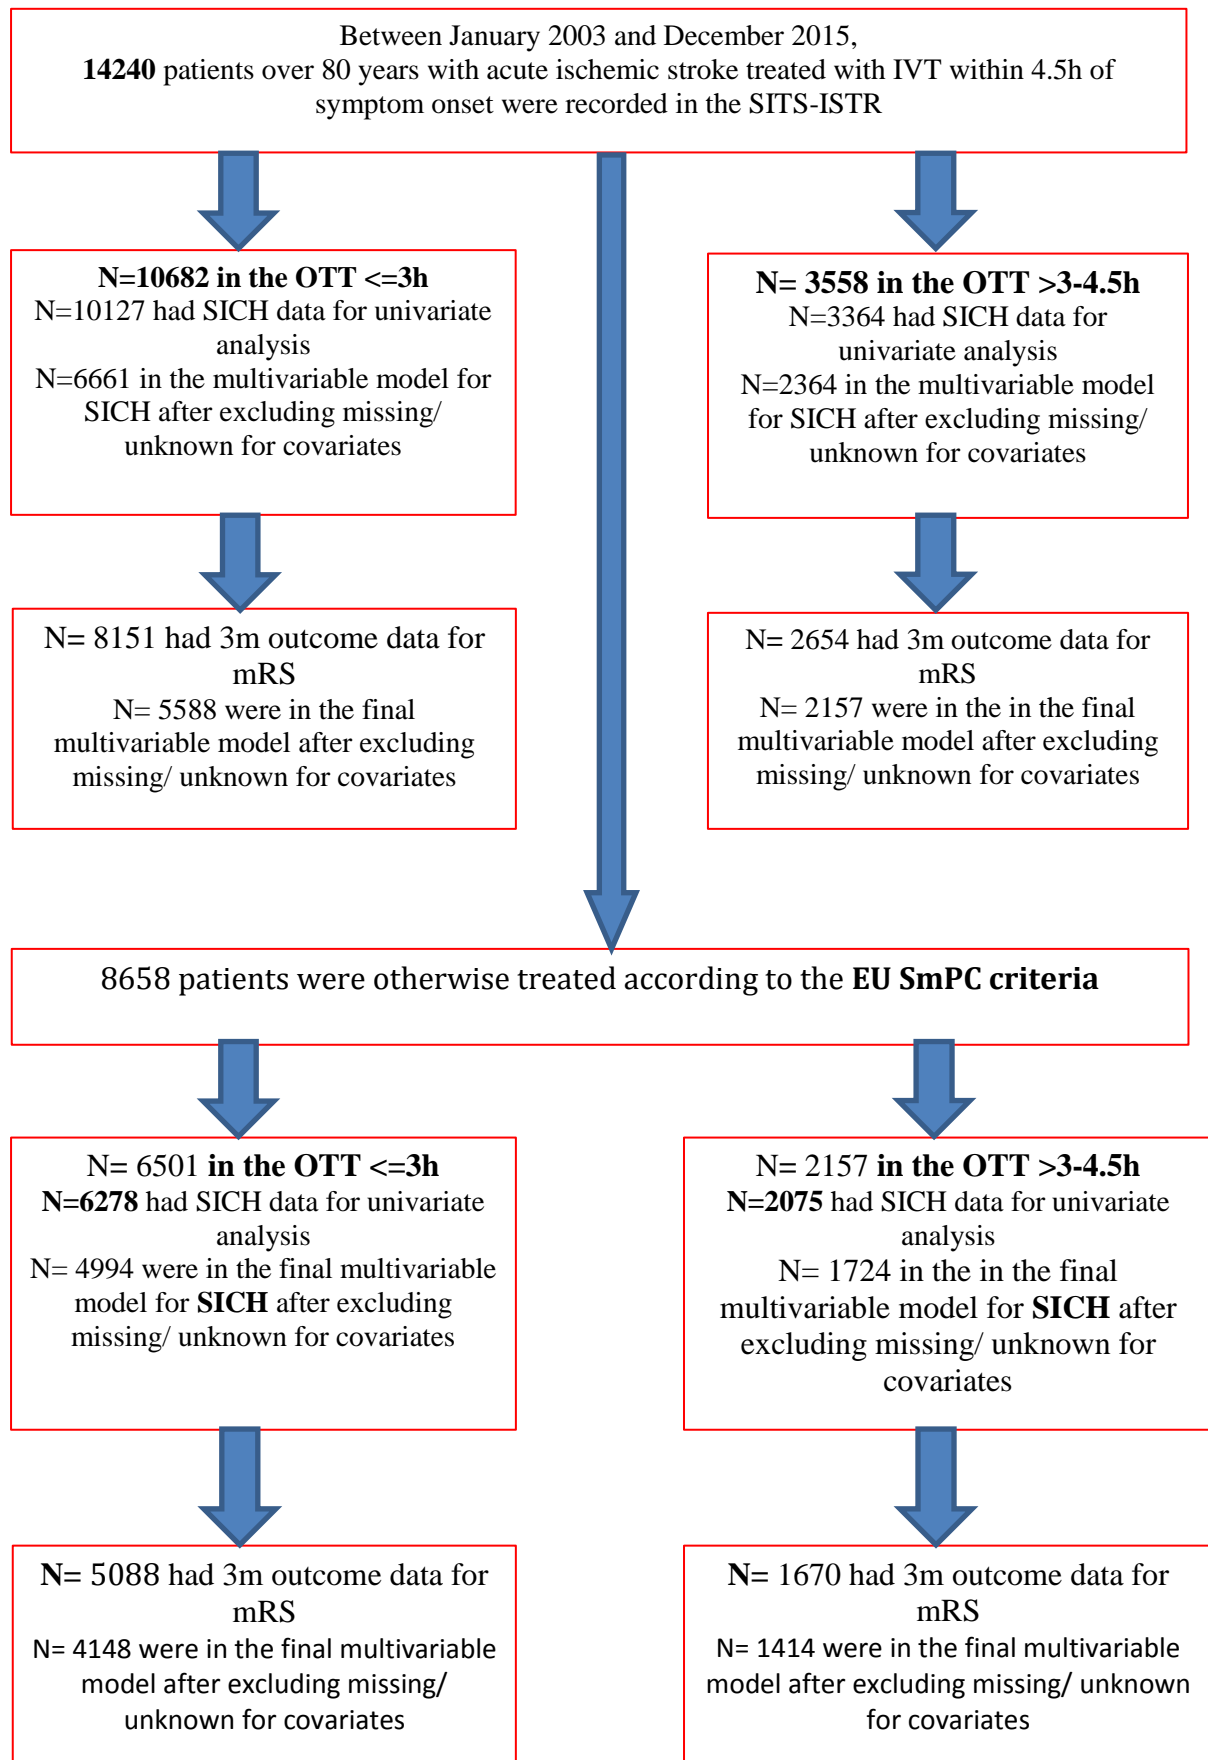 Between January 2003 and December 2015,
14240 patients over 80 years with acute ischemic stroke treated with IVT within 4.5h of
symptom onset were recorded in the SITS-ISTR
N=10682 in the OTT <=3h
N=10127 had SICH data for univariate
analysis
N=6661 in the multivariable model for
SICH after excluding missing/
unknown for covariates
N= 3558 in the OTT >3-4.5h
N=3364 had SICH data for
univariate analysis
N=2364 in the multivariable model
for SICH after excluding missing/
unknown for covariates
N= 8151 had 3m outcome data for
mRS
N= 5588 were in the final
multivariable model after excluding
missing/ unknown for covariates
N= 2654 had 3m outcome data for
mRS
N= 2157 were in the in the final
multivariable model after excluding
missing/ unknown for covariates
8658 patients were otherwise treated according to the EU SmPC criteria
N= 6501 in the OTT <=3h
N=6278 had SICH data for univariate
analysis
N= 4994 were in the final multivariable
model for SICH after excluding
missing/ unknown for covariates
N= 2157 in the OTT >3-4.5h
N=2075 had SICH data for univariate
analysis
N= 1724 in the in the final
multivariable model for SICH after
excluding missing/ unknown for
covariates
N= 5088 had 3m outcome data for
mRS
N= 4148 were in the final multivariable
model after excluding missing/
unknown for covariates
N= 1670 had 3m outcome data for
mRS
N= 1414 were in the final multivariable
model after excluding missing/ unknown
for covariates